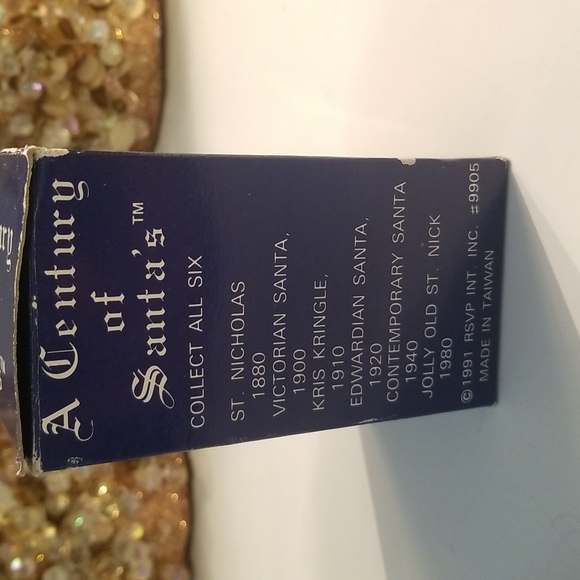 A Century
of
Santa's™
COLLECT ALL SIX
ST. NICHOLAS
1880
VICTORIAN SANTA,
1900
KRIS KRINGLE,
1910
EDWARDIAN SANTA,
1920
CONTEMPORARY SANTA
1940
JOLLY OLD ST. NICK
1980
©1991 RSVP INT. INC. #9905
MADE IN TAIWAN